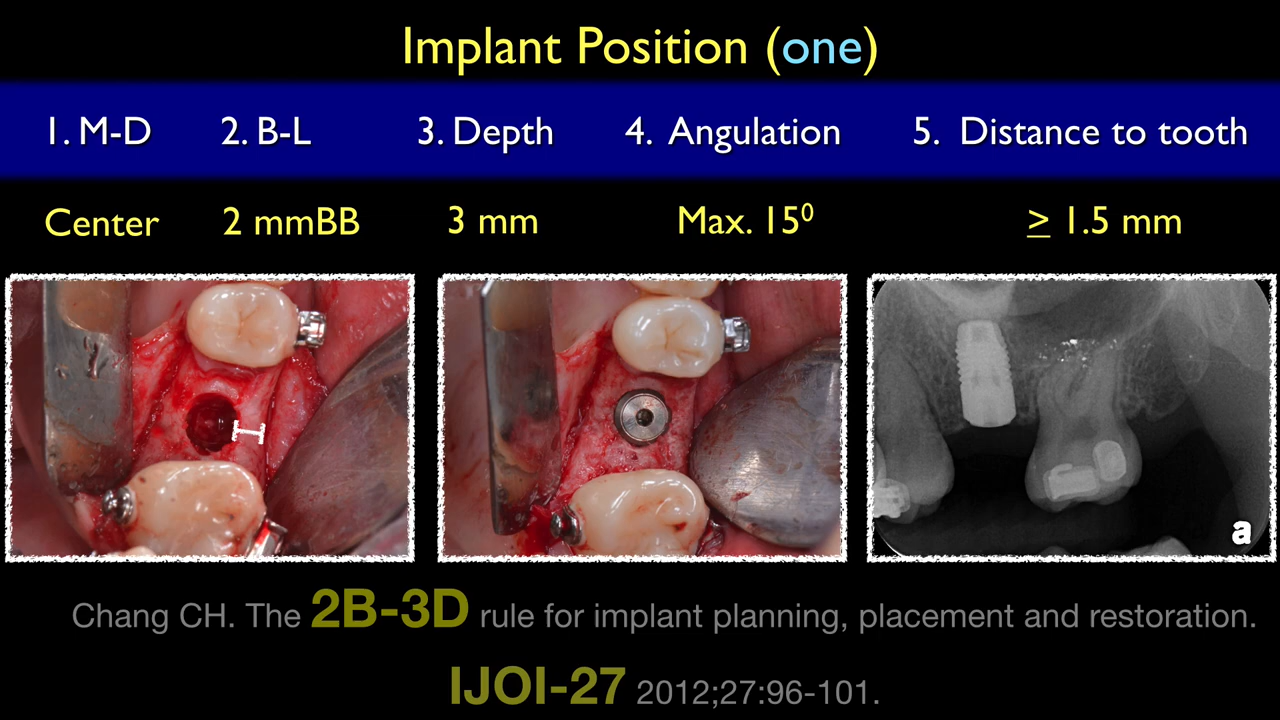 Implant Position (one)
1. M-D 2. B-L 3. Depth 4. Angulation 5. Distance to tooth
Center 2 mmBB 3 mm Max. 15⁰ ≥ 1.5 mm
a
Chang CH. The 2B-3D rule for implant planning, placement and restoration.
IJOI-27 2012;27:96-101.